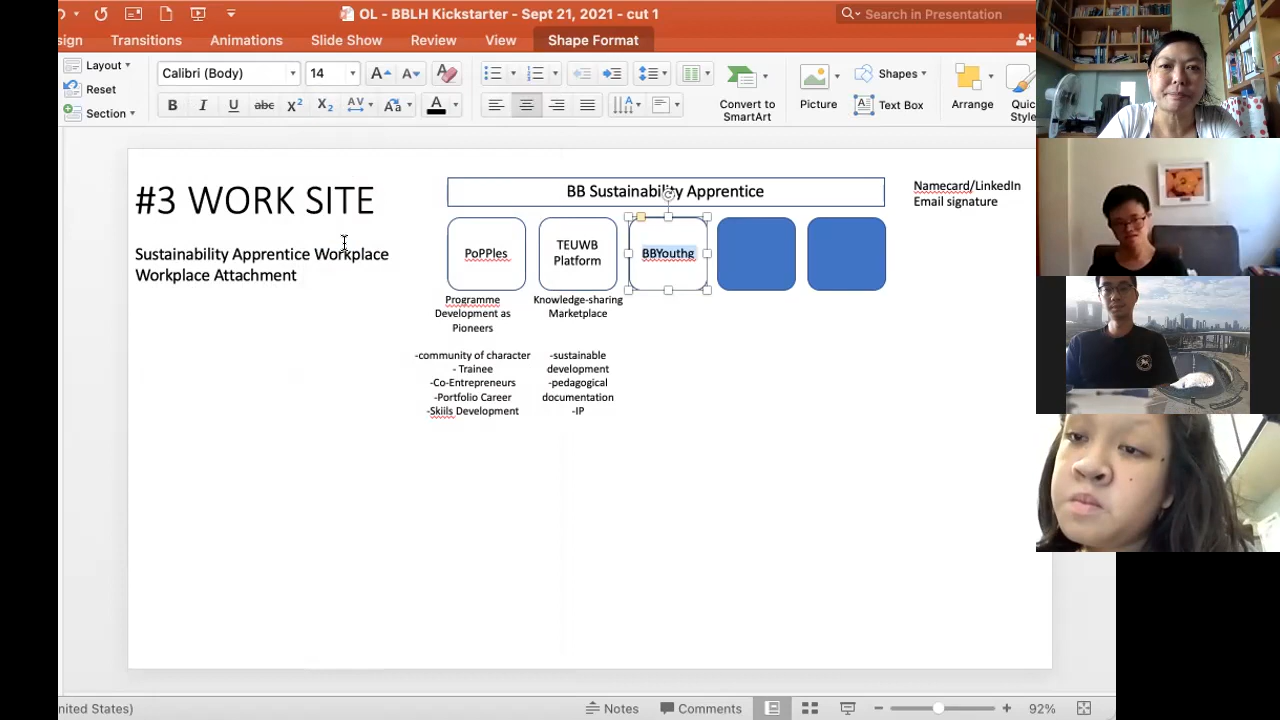 OL - BBLH Kickstarter - Sept 21, 2021 - cut 1
Search in Presentation
sign
Transitions
Animations
Slide Show
Review
View
Shape Format
Layout
Reset
Section
Calibri (Body)
14
Convert to
SmartArt
Picture
Shapes
Text Box
Arrange
Quic
Style
#3 WORK SITE
Sustainability Apprentice Workplace
Workplace Attachment
BB Sustainability Apprentice
Namecard/LinkedIn
Email signature
PoPPles
TEUWB
Platform
BBYouthg
Programme
Development as
Pioneers
-community of character
- Trainee
-Co-Entrepreneurs
-Portfolio Career
-Skiils Development
Knowledge-sharing
Marketplace
-sustainable
development
-pedagogical
documentation
-IP
nited States)
Notes
Comments
92%